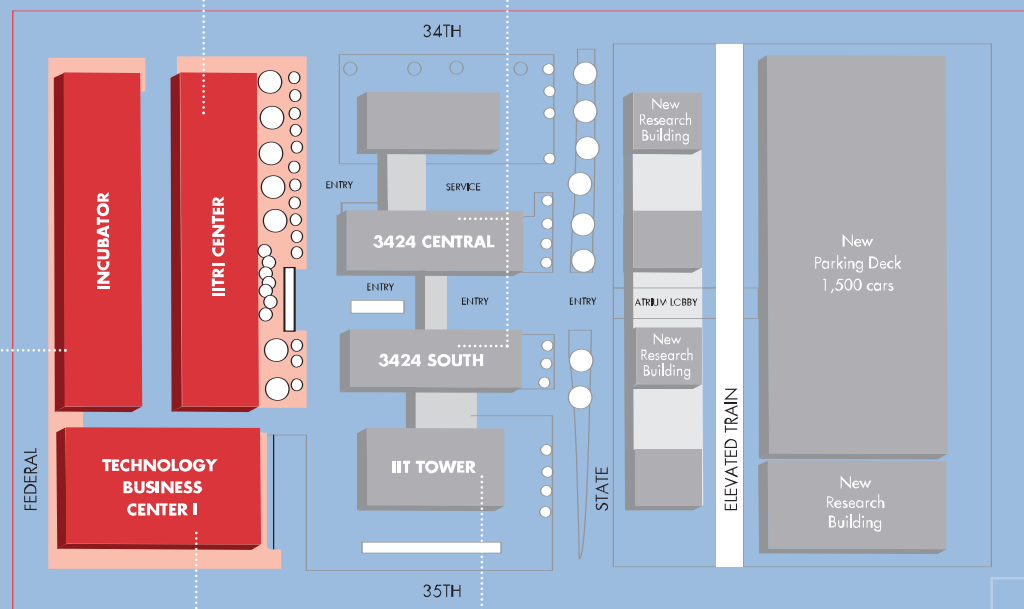 34TH
New
Research
Building
ENTRY
SERVICE
INCUBATOR
IITRI CENTER
3424 CENTRAL
New
Parking Deck
1,500 cars
ENTRY
ENTRY
ENTRY
ATRIUM LOBBY
3424 SOUTH
New
Research
Building
ELEVATED TRAIN
FEDERAL
TECHNOLOGY
BUSINESS
CENTER I
IIT TOWER
STATE
New
Research
Building
35TH